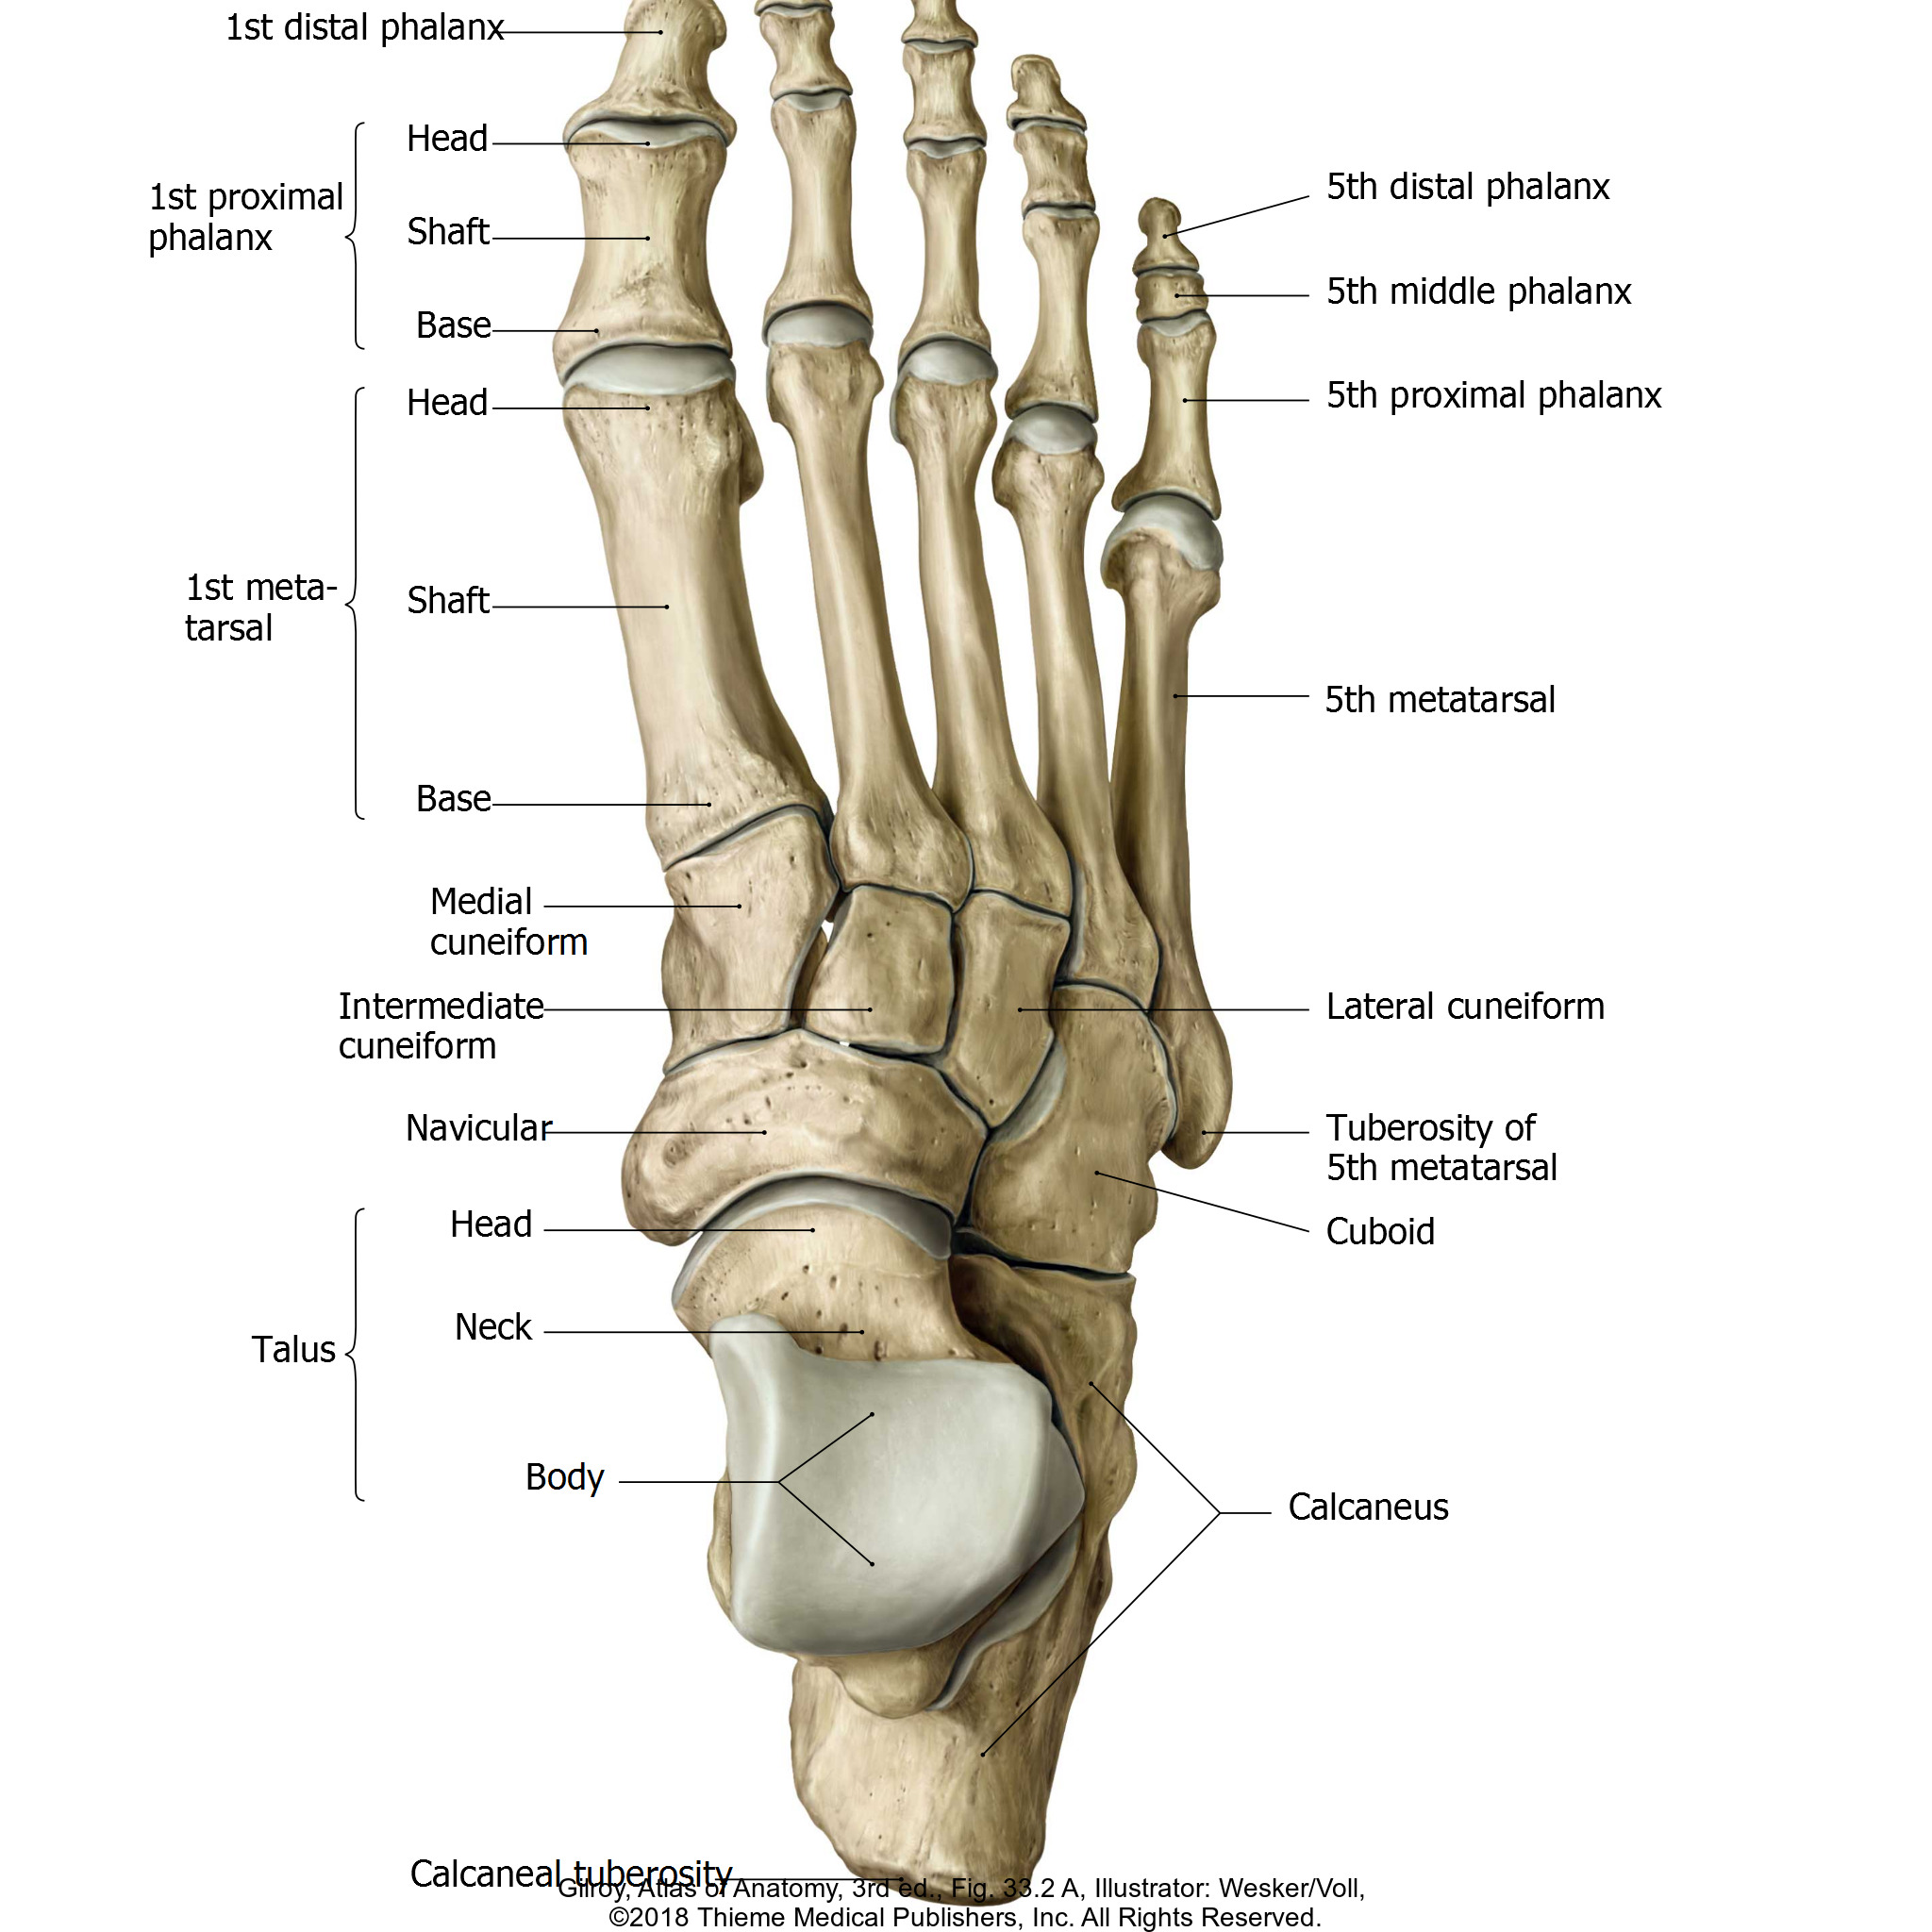 1st distal phalanx
Head
1st proximal
phalanx
Shaft
Base
Head
1st meta-
tarsal
Shaft
Base
Medial
cuneiform
Intermediate
cuneiform
Navicular
Head
Neck
Talus
Body
Calcaneal tuberosity
5th distal phalanx
5th middle phalanx
5th proximal phalanx
5th metatarsal
Lateral cuneiform
Tuberosity of
5th metatarsal
Cuboid
Calcaneus
Gilroy, Atlas of Anatomy, 3rd ed., Fig. 33.2 A, Illustrator: Wesker/Voll,
©2018 Thieme Medical Publishers, Inc. All Rights Reserved.